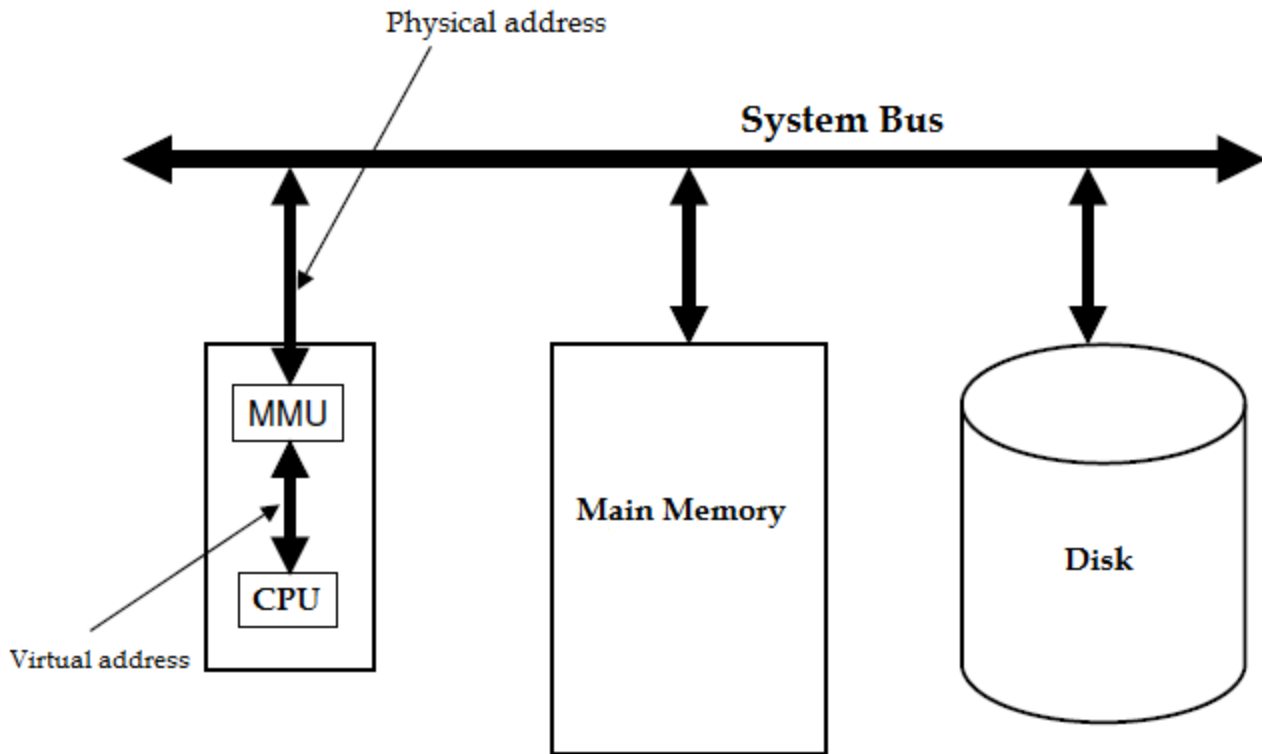 Physical address
System Bus
MMU
Main Memory
Disk
CPU
Virtual address